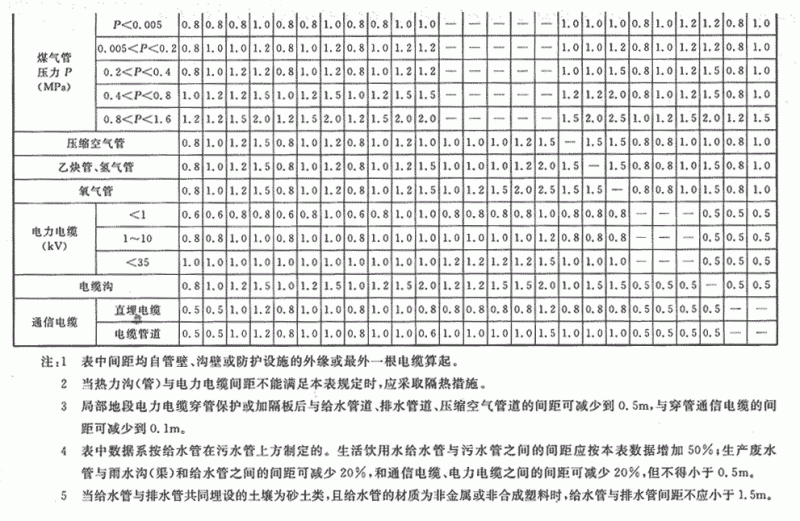 P<0.005 0.8 0.8 0.8 1.0 0.8 0.8 1.0 0.8 0.8 1.0 1.0 — — — — — 1.0 1.0 1.0 0.8 1.0 1.2 1.2 0.8 1.0
煤气管
压力 P
(MPa)
0.005<P<0.2 0.8 1.0 1.0 1.2 0.8 1.0 1.2 0.8 1.0 1.2 1.2 — — — — — 1.0 1.0 1.2 0.8 1.0 1.2 1.2 0.8 1.0
0.2<P<0.4 0.8 1.0 1.2 1.2 0.8 1.0 1.2 0.8 1.0 1.2 1.2 — — — — — 1.0 1.0 1.5 0.8 1.0 1.2 1.5 0.8 1.0
0.4<P<0.8 1.0 1.2 1.2 1.5 1.0 1.2 1.5 1.0 1.2 1.5 1.5 — — — — — 1.2 1.2 2.0 0.8 1.0 1.2 1.5 0.8 1.0
0.8<P<1.6 1.2 1.2 1.5 2.0 1.2 1.5 2.0 1.2 1.5 2.0 2.0 — — — — — 1.5 2.0 2.5 1.0 1.2 1.5 2.0 1.2 1.5
压缩空气管 0.8 1.0 1.2 1.5 0.8 1.0 1.2 0.8 1.0 1.2 1.0 1.0 1.0 1.0 1.2 1.5 — 1.5 1.5 0.8 0.8 1.0 1.0 0.8 1.0
乙炔管、氢气管 0.8 1.0 1.2 1.5 0.8 1.0 1.2 0.8 1.0 1.2 1.5 1.0 1.0 1.0 1.2 2.0 1.5 — 1.5 0.8 0.8 1.0 1.5 0.8 1.0
氧气管 0.8 1.0 1.2 1.5 0.8 1.0 1.2 0.8 1.0 1.2 1.5 1.0 1.2 1.5 2.0 2.5 1.5 1.5 — 0.8 0.8 1.0 1.5 0.8 1.0
电力电缆
(kV)
<1 0.6 0.6 0.8 0.8 0.6 0.8 1.0 0.6 0.8 1.0 1.0 0.8 0.8 0.8 0.8 1.0 0.8 0.8 0.8 — — — 0.5 0.5 0.5
1～10 0.8 0.8 1.0 1.0 0.8 1.0 1.0 0.8 1.0 1.0 1.0 1.0 1.0 1.0 1.0 1.2 0.8 0.8 0.8 — — — 0.5 0.5 0.5
<35 1.0 1.0 1.0 1.0 1.0 1.0 1.0 1.0 1.0 1.0 1.0 1.0 1.2 1.2 1.2 1.5 1.0 1.0 1.0 — — — 0.5 0.5 0.5
电缆沟 0.8 1.0 1.2 1.5 1.0 1.2 1.5 1.0 1.2 1.5 2.0 1.2 1.2 1.5 1.5 2.0 1.0 1.5 1.5 0.5 0.5 0.5 — 0.5 0.5
通信电缆
直埋电缆 0.5 0.5 1.0 1.2 0.8 1.0 1.0 0.8 1.0 1.0 0.8 0.8 0.8 0.8 0.8 1.2 0.8 0.8 0.8 0.5 0.5 0.5 0.5 — —
电缆管道 0.5 0.5 1.0 1.2 0.8 1.0 1.0 0.8 1.0 1.0 0.6 1.0 1.0 1.0 1.0 1.5 1.0 1.0 1.0 0.5 0.5 0.5 0.5 — —
注:1 表中间距均自管壁、沟壁或防护设施的外缘或最外一根电缆算起。
2 当热力沟(管)与电力电缆间距不能满足本表规定时,应采取隔热措施。
3 局部地段电力电缆穿管保护或加隔板后与给水管道、排水管道、压缩空气管道的间距可减少到 0.5m,与穿管通信电缆的间
距可减少到 0.1m。
4 表中数据系按给水管在污水管上方制定的。生活饮用水给水管与污水管之间的间距应按本表数据增加 50%;生产废水
管与雨水沟(渠)和给水管之间的间距可减少 20%,和通信电缆、电力电缆之间的间距可减少 20%,但不得小于 0.5m。
5 当给水管与排水管共同埋设的土壤为砂土类,且给水管的材质为非金属或非合成塑料时,给水管与排水管间距不应小于 1.5m。